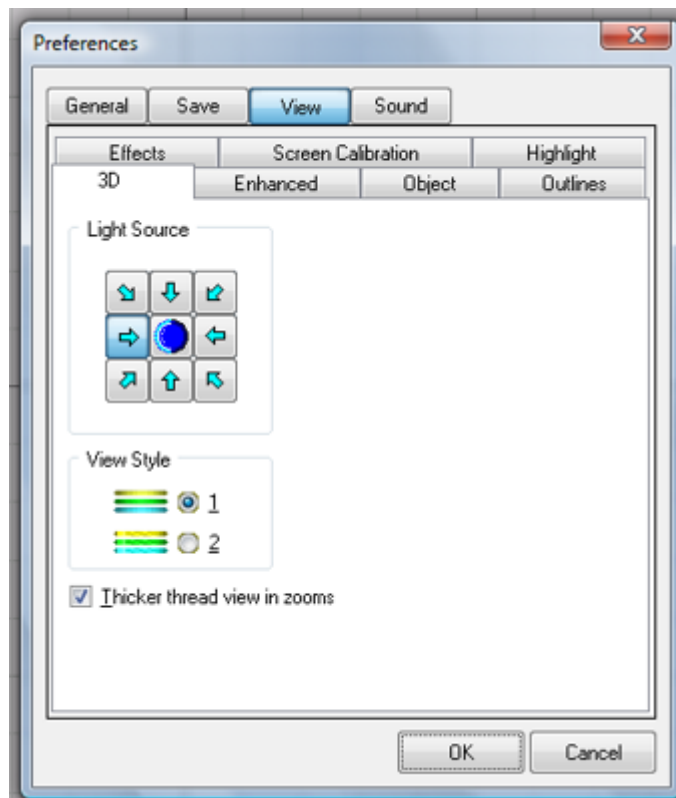 Preferences
General Save View Sound
Effects Screen Calibration Highlight
3D Enhanced Object Outlines
Light Source
View Style
1
2
Thicker thread view in zooms
OK Cancel